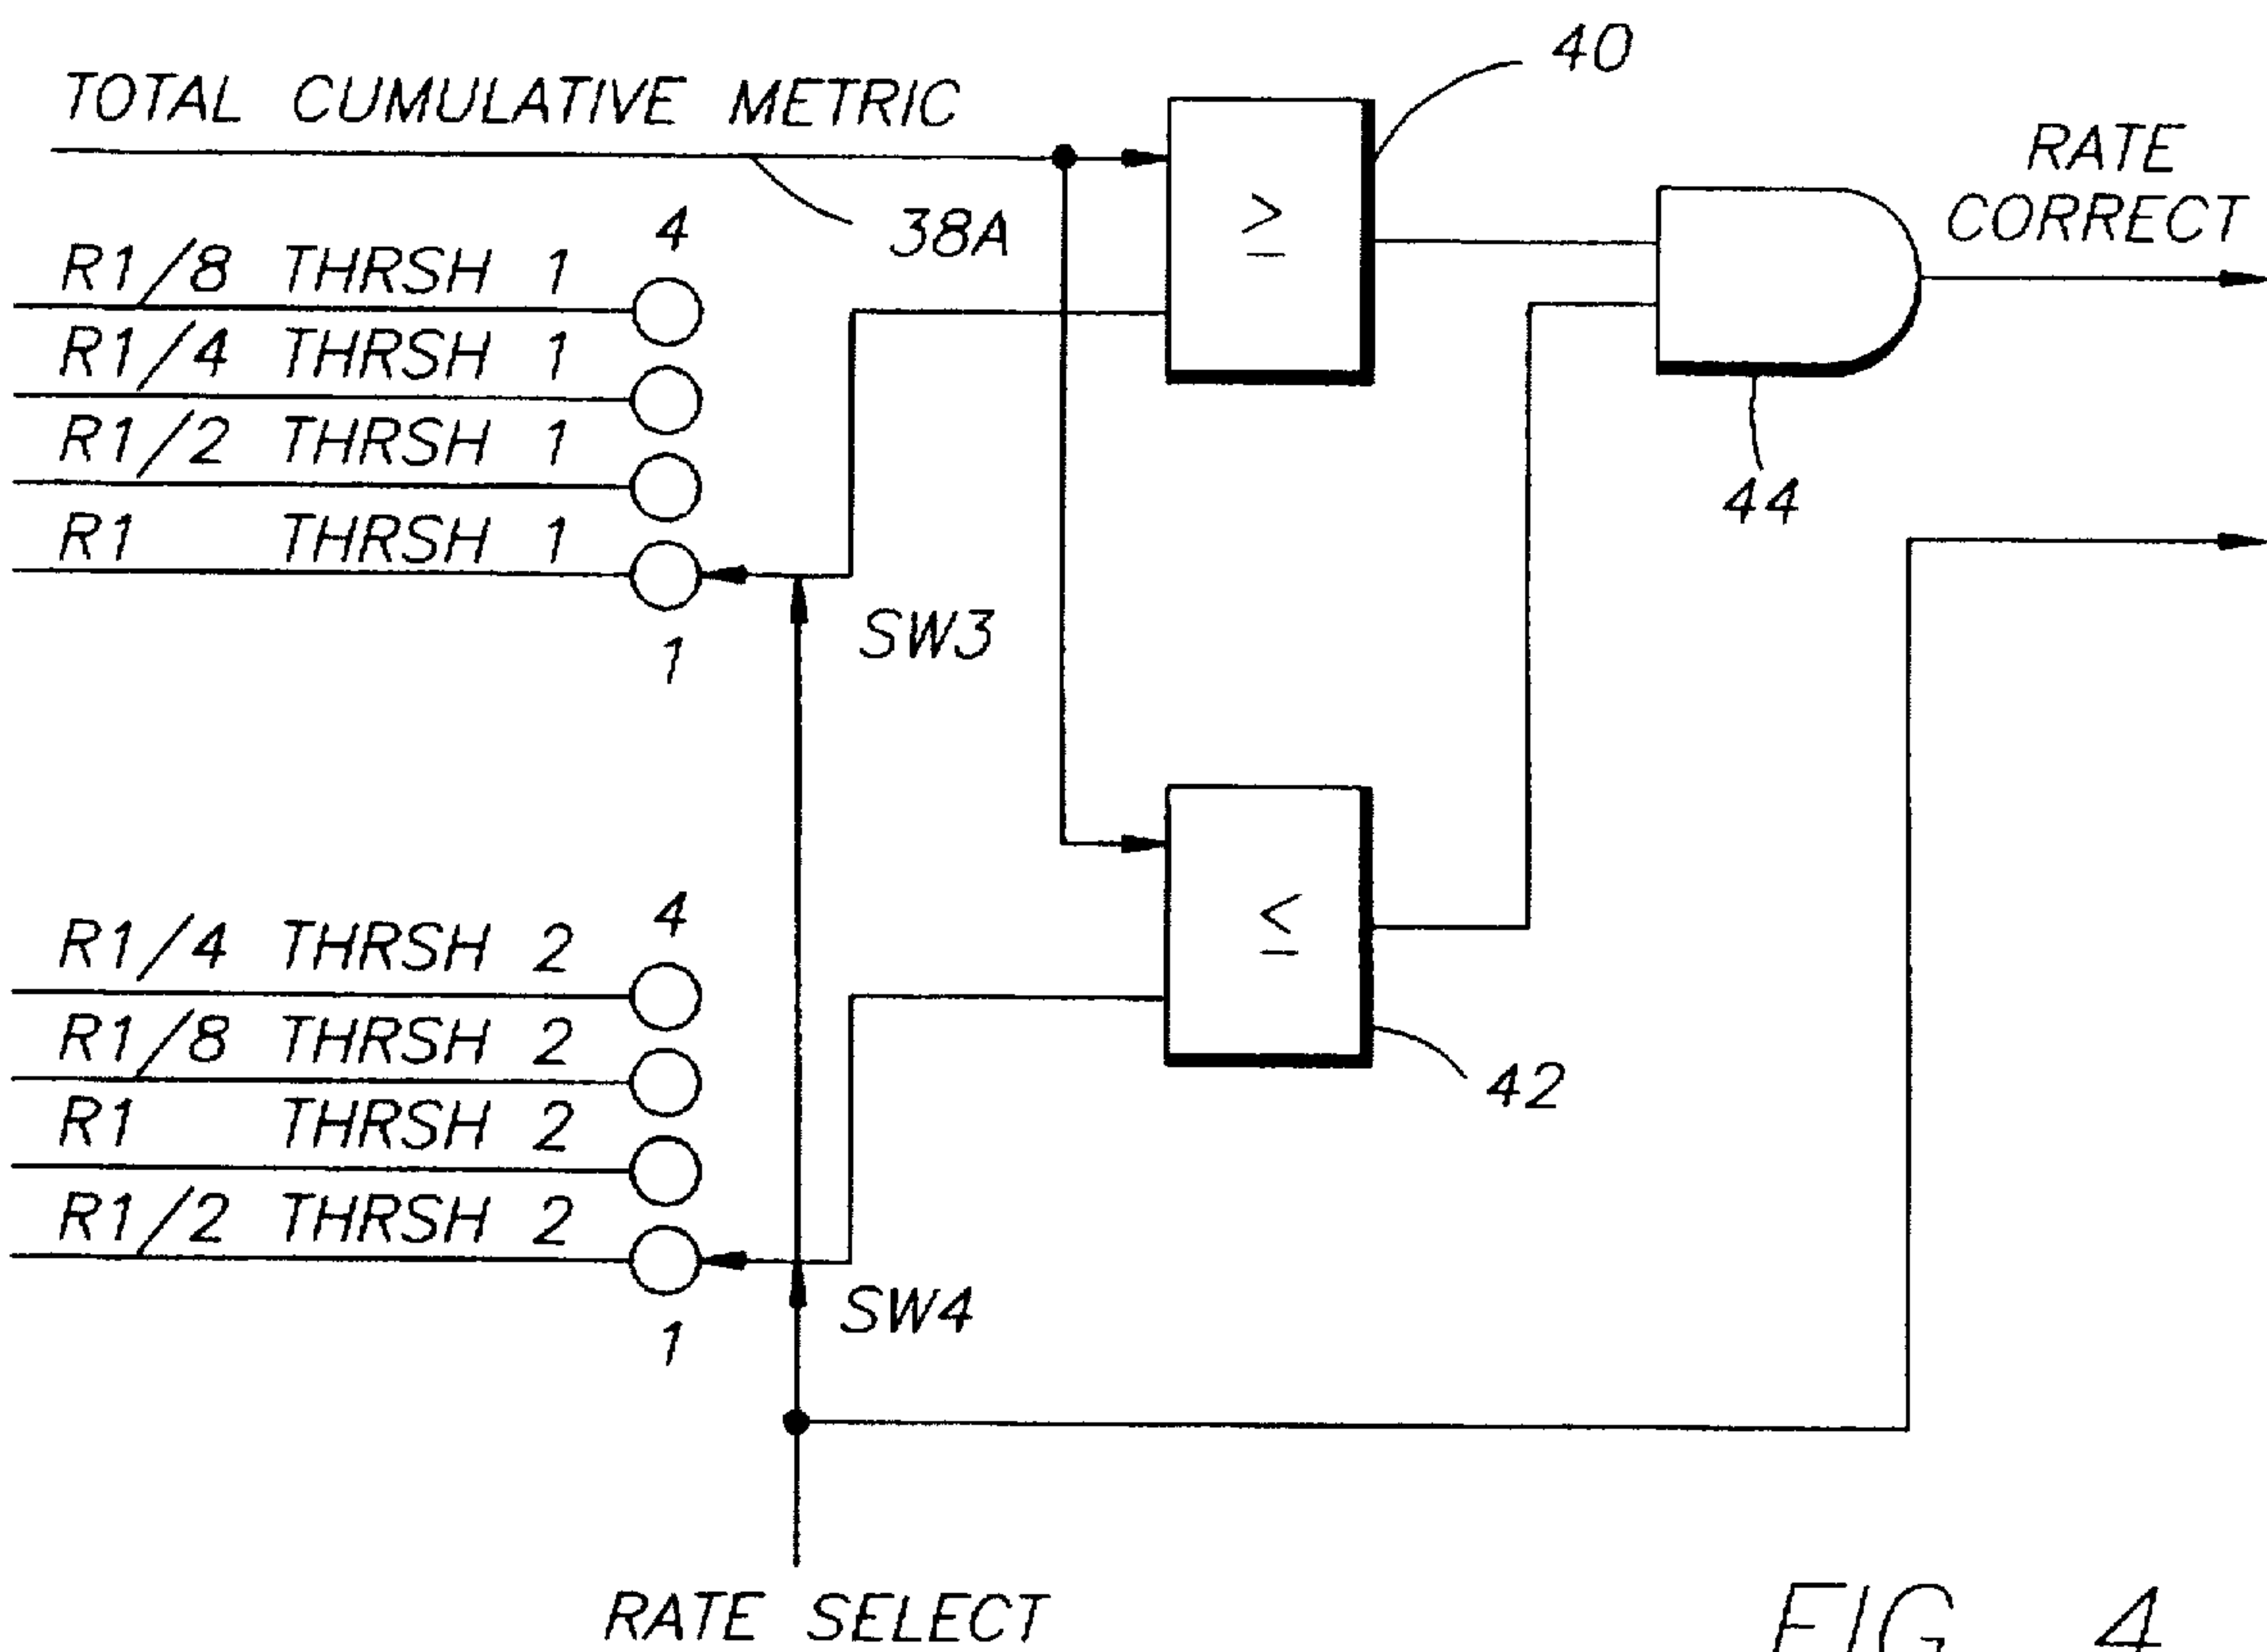 40
TOTAL CUMULATIVE METRIC
RATE
CORRECT
38A
≥
4
R1/8 THRSH 1
R1/4 THRSH 1
R1/2 THRSH 1
R1 THRSH 1
1
SW3
44
4
≤
R1/4 THRSH 2
R1/8 THRSH 2
R1 THRSH 2
R1/2 THRSH 2
1
42
SW4
RATE SELECT
FIG. 4